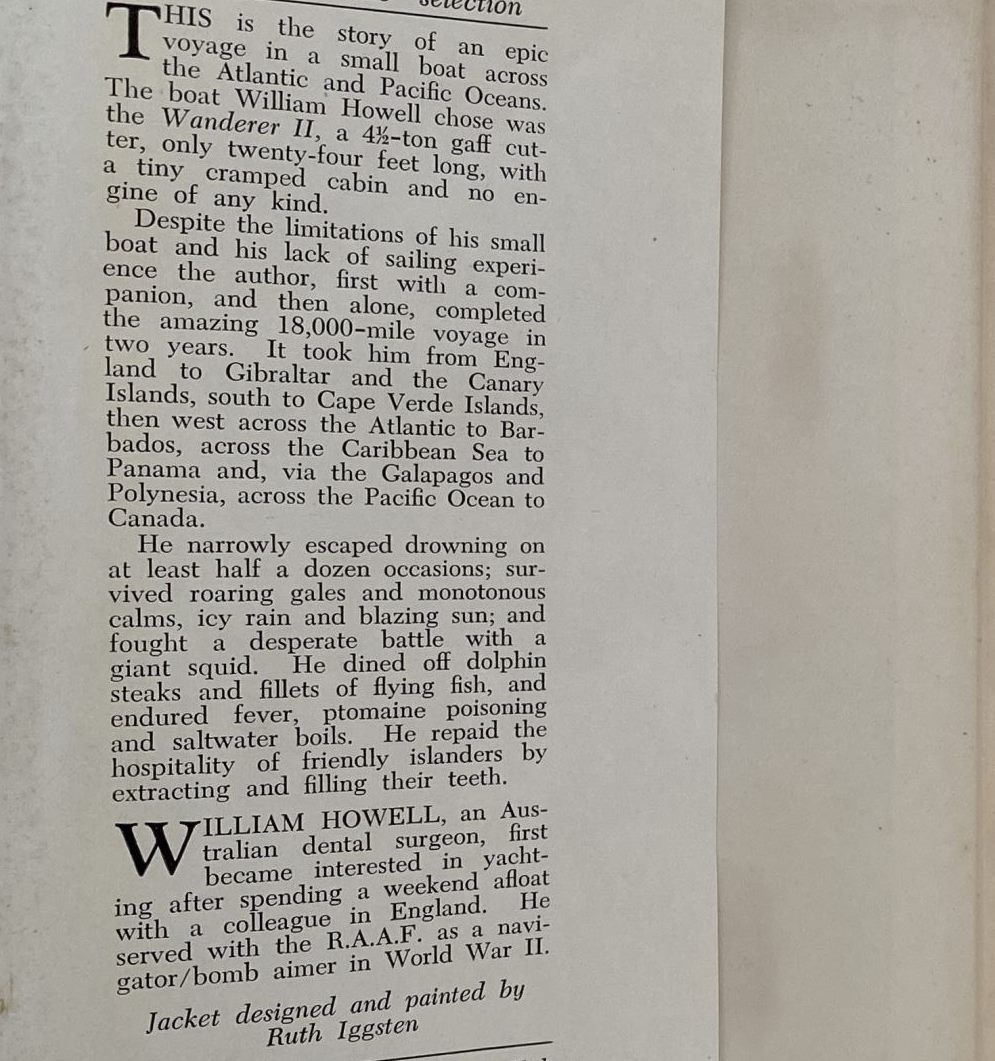 selection
THIS is the story of an epic
voyage in a small boat across
the Atlantic and Pacific Oceans.
The boat William Howell chose was
the Wanderer II, a 4½-ton gaff cut-
ter, only twenty-four feet long, with
a tiny cramped cabin and no en-
gine of any kind.
Despite the limitations of his small
boat and his lack of sailing experi-
ence the author, first with a com-
panion, and then alone, completed
the amazing 18,000-mile voyage in
two years. It took him from Eng-
land to Gibraltar and the Canary
Islands, south to Cape Verde Islands,
then west across the Atlantic to Bar-
bados, across the Caribbean Sea to
Panama and, via the Galapagos and
Polynesia, across the Pacific Ocean to
Canada.
He narrowly escaped drowning on
at least half a dozen occasions; sur-
vived roaring gales and monotonous
calms, icy rain and blazing sun; and
fought a desperate battle with a
giant squid. He dined off dolphin
steaks and fillets of flying fish, and
endured fever, ptomaine poisoning
and saltwater boils. He repaid the
hospitality of friendly islanders by
extracting and filling their teeth.
WILLIAM HOWELL, an Aus-
tralian dental surgeon, first
became interested in yacht-
ing after spending a weekend afloat
with a colleague in England. He
served with the R.A.A.F. as a navi-
gator/bomb aimer in World War II.
Jacket designed and painted by
Ruth Iggsten